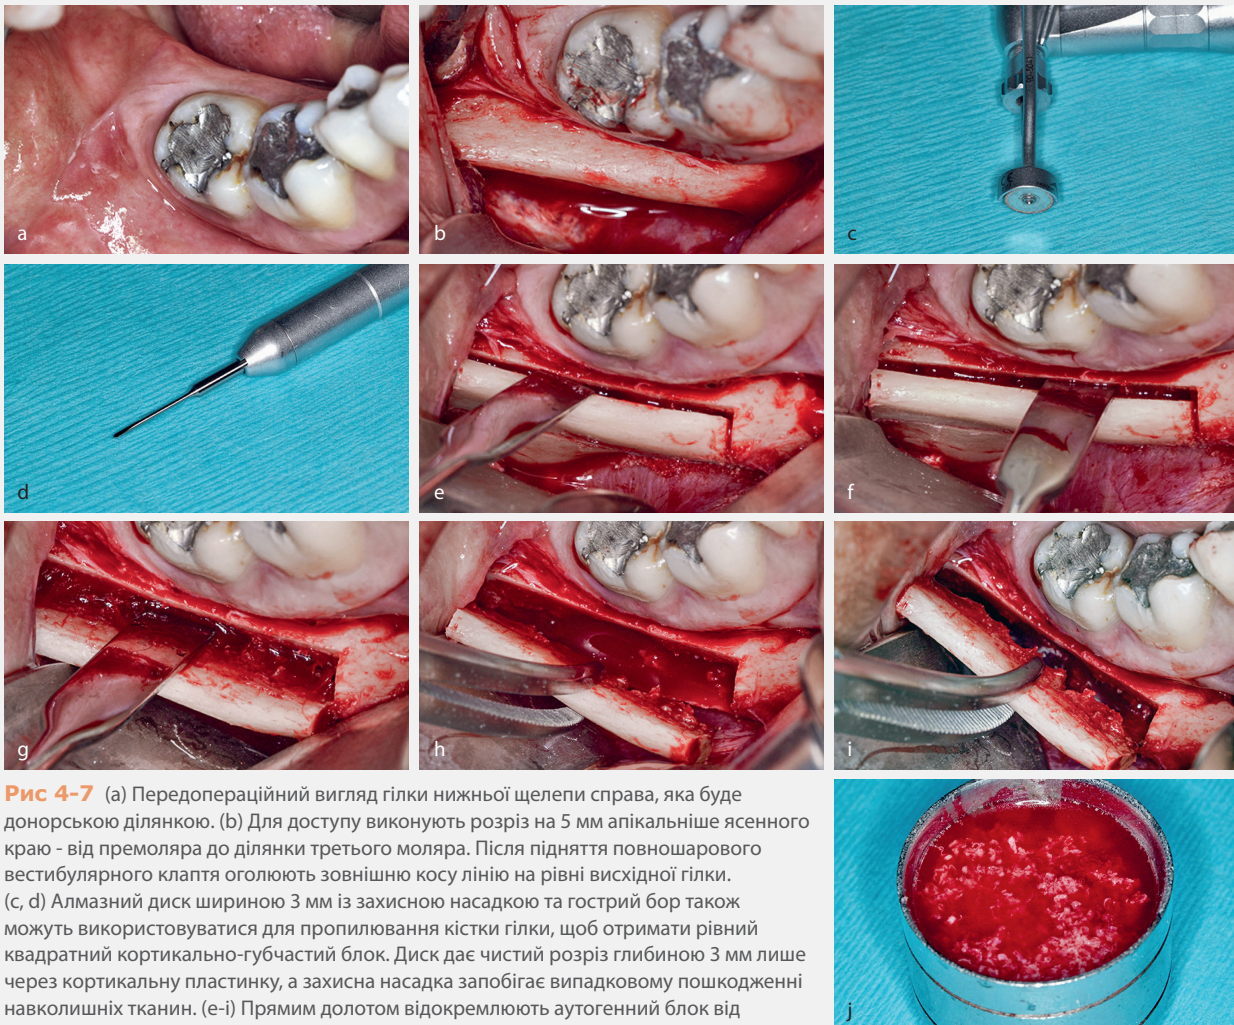 a
b
c
d
e
f
g
h
i
Рис 4-7 (a) Передопераційний вигляд гілки нижньої щелепи справа, яка буде
донорською ділянкою. (b) Для доступу виконують розріз на 5 мм апікальніше ясенного
краю - від премоляра до ділянки третього моляра. Після підняття повношарового
вестибулярного клаптя оголюють зовнішню косу лінію на рівні висхідної гілки.
(c, d) Алмазний диск шириною 3 мм із захисною насадкою та гострий бор також
можуть використовуватися для пропилювання кістки гілки, щоб отримати рівний
квадратний кортикально-губчастий блок. Диск дає чистий розріз глибиною 3 мм лише
через кортикальну пластинку, а захисна насадка запобігає випадковому пошкодженні
навколишніх тканин. (e-i) Прямим долотом відокремлюють аутогенний блок від
j